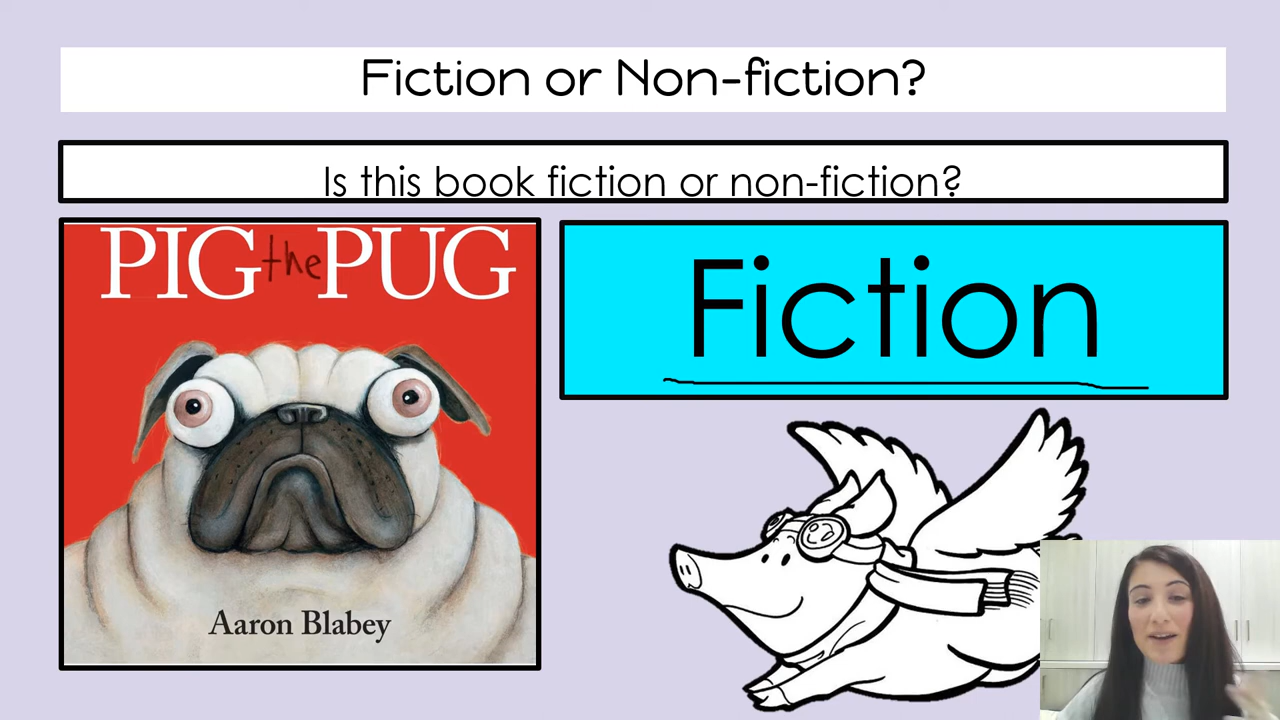 Fiction or Non-fiction?
Is this book fiction or non-fiction?
PIG the PUG
Fiction
Aaron Blabey